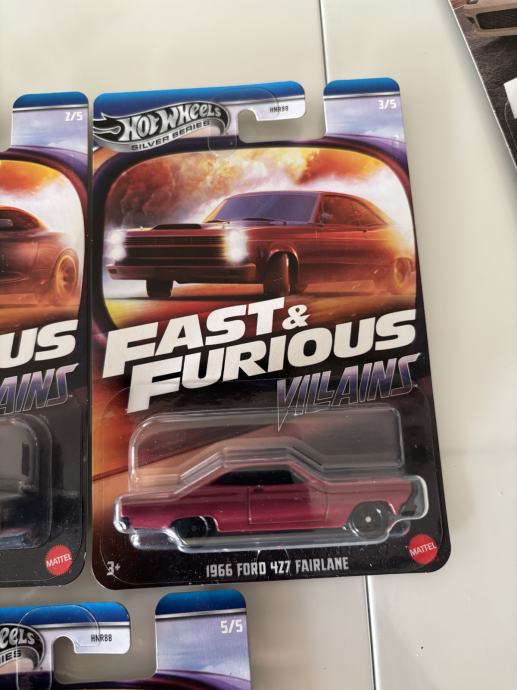 2/5
US
AINS
MATTEL
HOT WHEELS
SILVER SERIES
HNR88
3/5
FAST &
FURIOUS
VILLAINS
3+
1966 FORD 427 FAIRLANE
MATTEL
HNR88
5/5